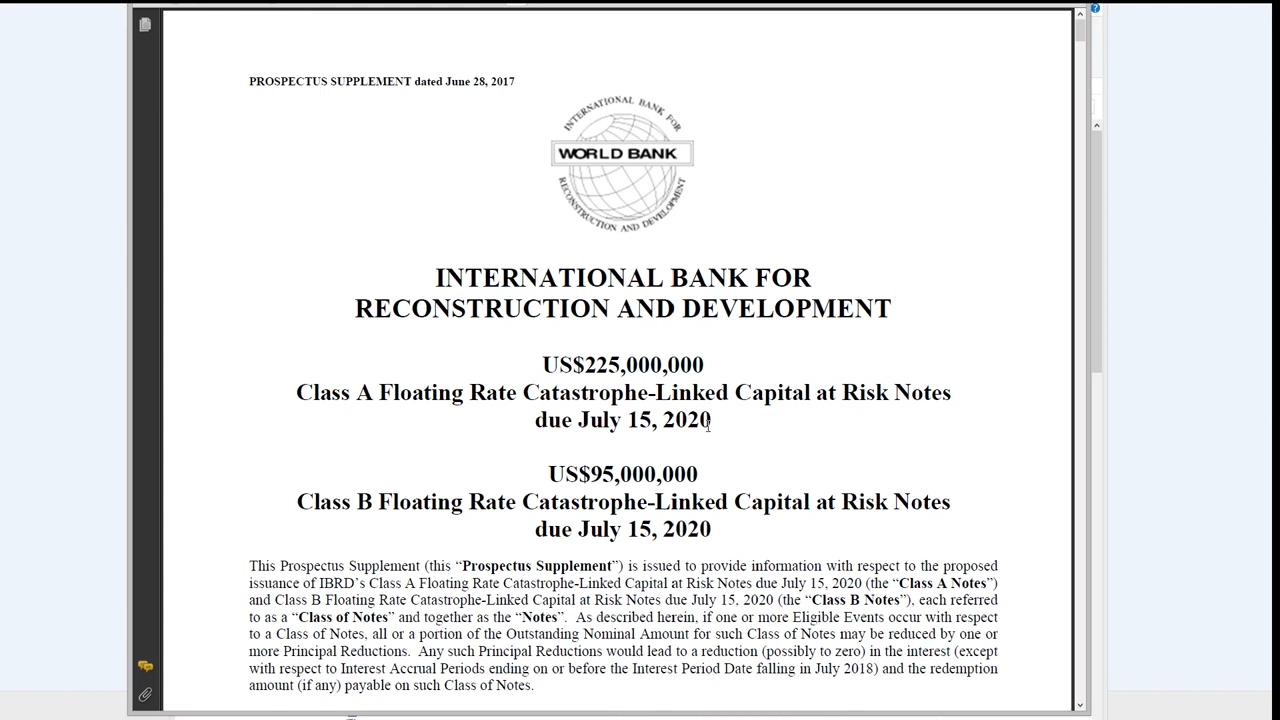 PROSPECTUS SUPPLEMENT dated June 28, 2017
INTERNATIONAL BANK FOR
WORLD BANK
RECONSTRUCTION AND DEVELOPMENT
INTERNATIONAL BANK FOR
RECONSTRUCTION AND DEVELOPMENT
US$225,000,000
Class A Floating Rate Catastrophe-Linked Capital at Risk Notes
due July 15, 2020
US$95,000,000
Class B Floating Rate Catastrophe-Linked Capital at Risk Notes
due July 15, 2020
This Prospectus Supplement (this “Prospectus Supplement”) is issued to provide information with respect to the proposed
issuance of IBRD’s Class A Floating Rate Catastrophe-Linked Capital at Risk Notes due July 15, 2020 (the “Class A Notes”)
and Class B Floating Rate Catastrophe-Linked Capital at Risk Notes due July 15, 2020 (the “Class B Notes”), each referred
to as a “Class of Notes” and together as the “Notes”. As described herein, if one or more Eligible Events occur with respect
to a Class of Notes, all or a portion of the Outstanding Nominal Amount for such Class of Notes may be reduced by one or
more Principal Reductions. Any such Principal Reductions would lead to a reduction (possibly to zero) in the interest (except
with respect to Interest Accrual Periods ending on or before the Interest Period Date falling in July 2018) and the redemption
amount (if any) payable on such Class of Notes.